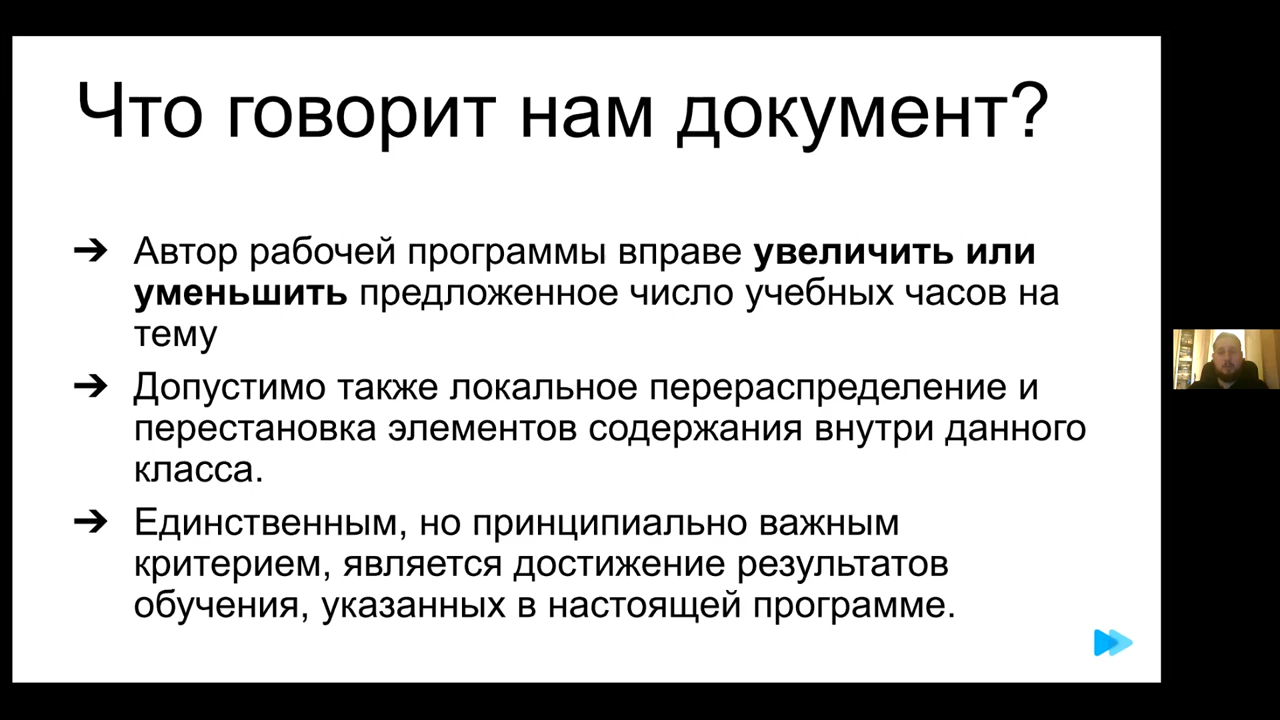 Что говорит нам документ?
➔ Автор рабочей программы вправе увеличить или
уменьшить предложенное число учебных часов на
тему
➔ Допустимо также локальное перераспределение и
перестановка элементов содержания внутри данного
класса.
➔ Единственным, но принципиально важным
критерием, является достижение результатов
обучения, указанных в настоящей программе.